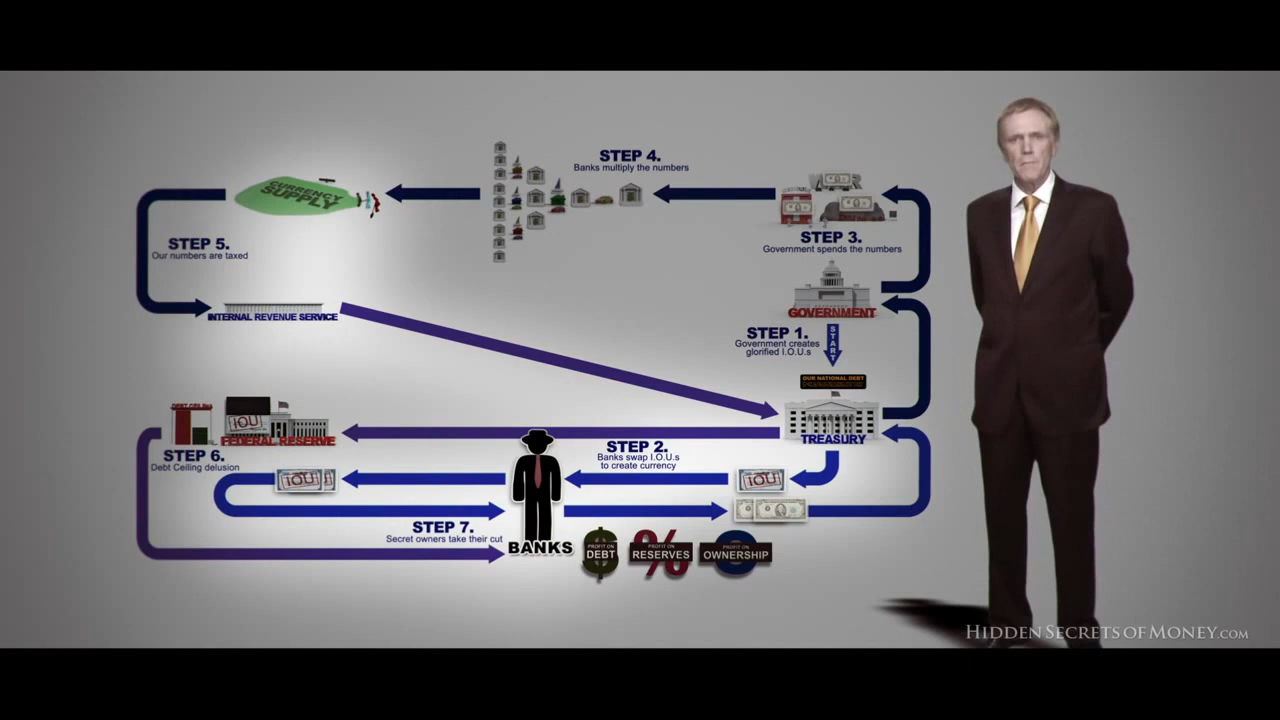 STEP 4.
Banks multiply the numbers
CURRENCY
SUPPLY
STEP 5.
Our numbers are taxed
STEP 3.
Government spends the numbers
INTERNAL REVENUE SERVICE
GOVERNMENT
STEP 1.
Government creates
glorified I.O.U.s
START
OUR NATIONAL DEBT
TREASURY
IOU
FEDERAL RESERVE
STEP 6.
Debt Ceiling delusion
STEP 2.
Banks swap I.O.U.s
to create currency
IOU
IOU
STEP 7.
Secret owners take their cut
BANKS
$
PROFIT ON
DEBT
%
PROFIT ON
RESERVES
PROFIT ON
OWNERSHIP
HIDDEN SECRETS OF MONEY.COM